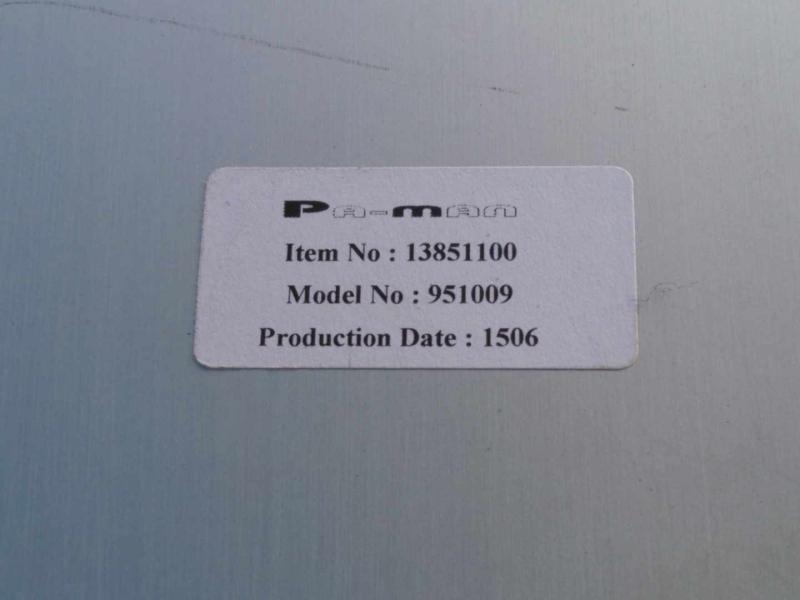 Pa-man
Item No : 13851100
Model No : 951009
Production Date : 1506